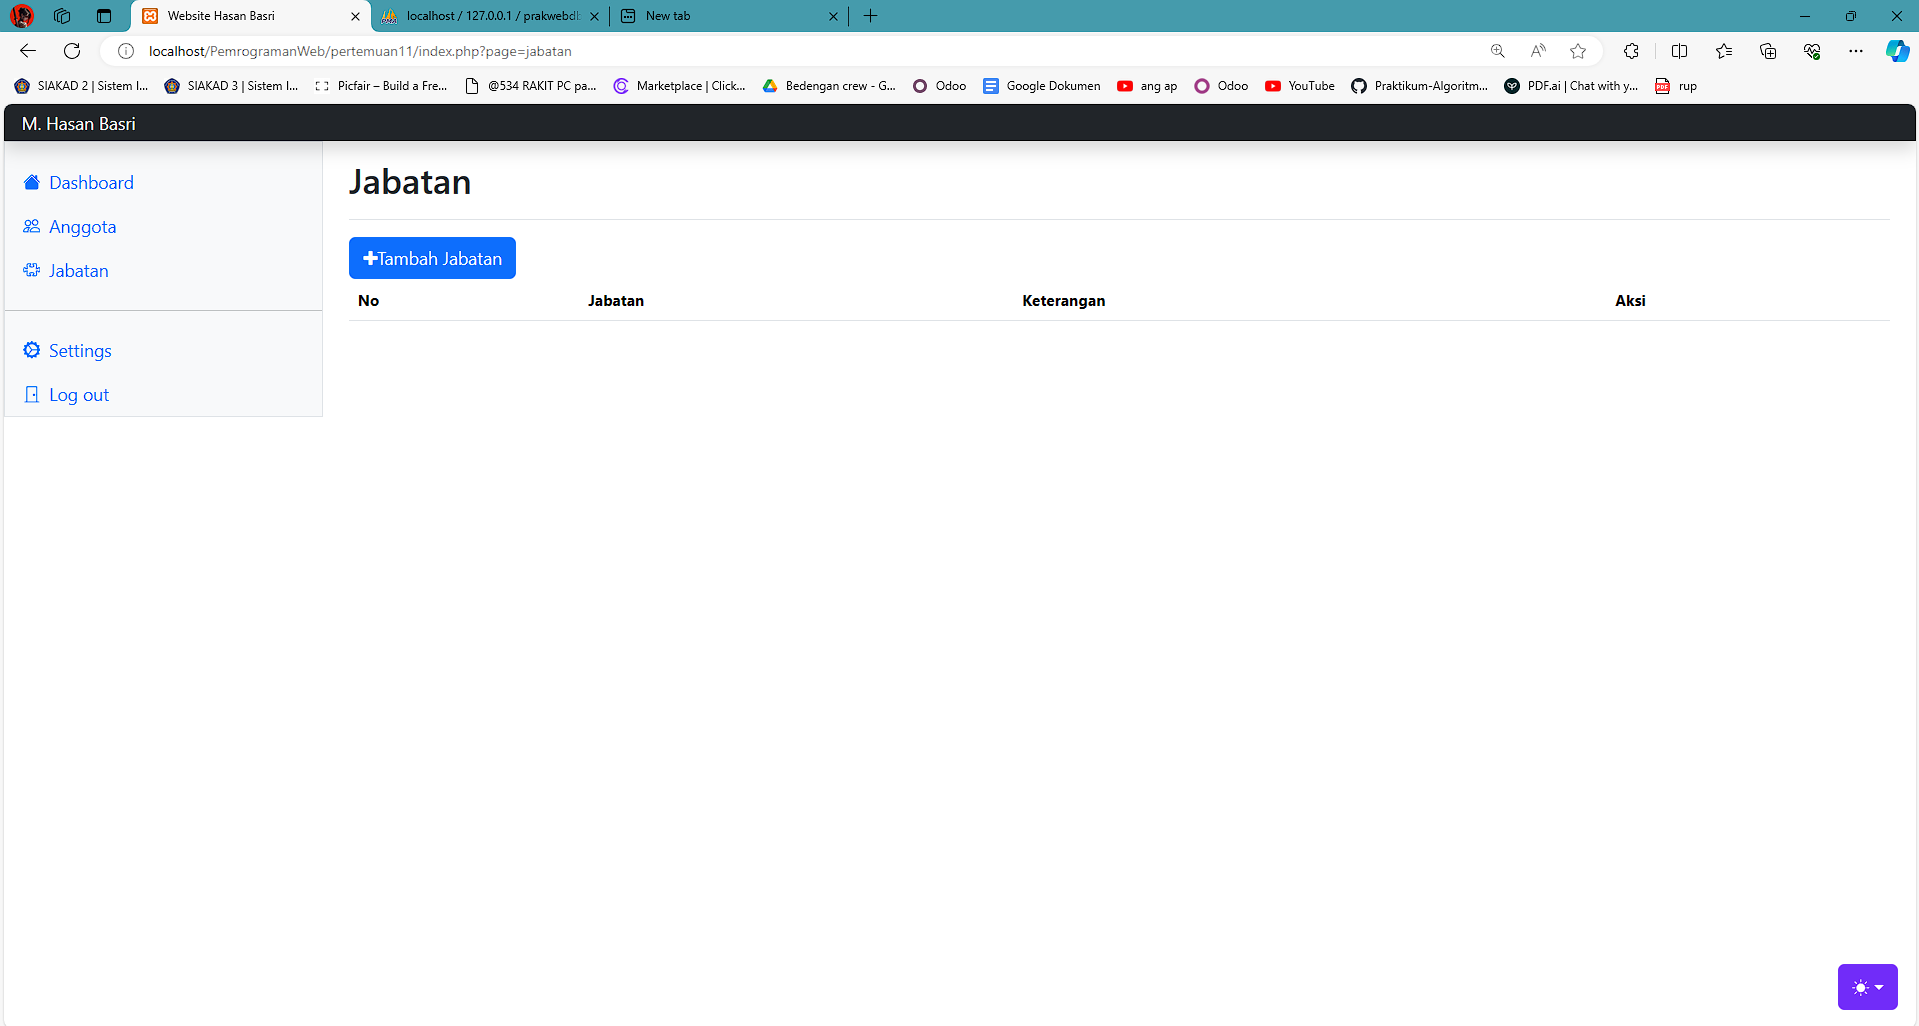 Website Hasan Basri
localhost / 127.0.0.1 / prakwebdb
New tab
localhost/PemrogramanWeb/pertemuan11/index.php?page=jabatan
SIAKAD 2 | Sistem I...
SIAKAD 3 | Sistem I...
Picfair – Build a Fre...
@534 RAKIT PC pa...
Marketplace | Click...
Bedengan crew - G...
Odoo
Google Dokumen
ang ap
Odoo
YouTube
Praktikum-Algoritm...
PDF.ai | Chat with y...
rup
M. Hasan Basri
Dashboard
Anggota
Jabatan
Settings
Log out
Jabatan
Tambah Jabatan
No Jabatan Keterangan Aksi